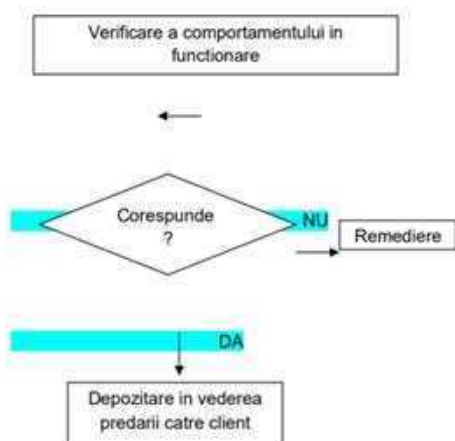 Verificare a comportamentului in
functionare
Corespunde
?
NU
Remediere
DA
Depozitare in vederea
predarii catre client